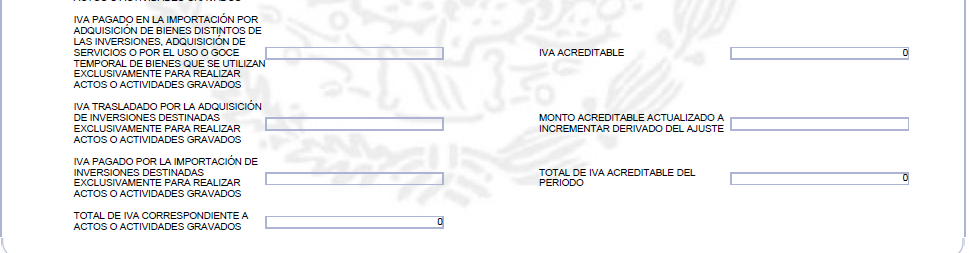 IVA PAGADO EN LA IMPORTACIÓN POR
ADQUISICIÓN DE BIENES DISTINTOS DE
LAS INVERSIONES, ADQUISICIÓN DE
SERVICIOS O POR EL USO O GOCE
TEMPORAL DE BIENES QUE SE UTILIZAN
EXCLUSIVAMENTE PARA REALIZAR
ACTOS O ACTIVIDADES GRAVADOS
IVA ACREDITABLE 0
IVA TRASLADADO POR LA ADQUISICIÓN
DE INVERSIONES DESTINADAS
EXCLUSIVAMENTE PARA REALIZAR
ACTOS O ACTIVIDADES GRAVADOS
MONTO ACREDITABLE ACTUALIZADO A
INCREMENTAR DERIVADO DEL AJUSTE
IVA PAGADO POR LA IMPORTACIÓN DE
INVERSIONES DESTINADAS
EXCLUSIVAMENTE PARA REALIZAR
ACTOS O ACTIVIDADES GRAVADOS
TOTAL DE IVA ACREDITABLE DEL
PERIODO 0
TOTAL DE IVA CORRESPONDIENTE A
ACTOS O ACTIVIDADES GRAVADOS 0